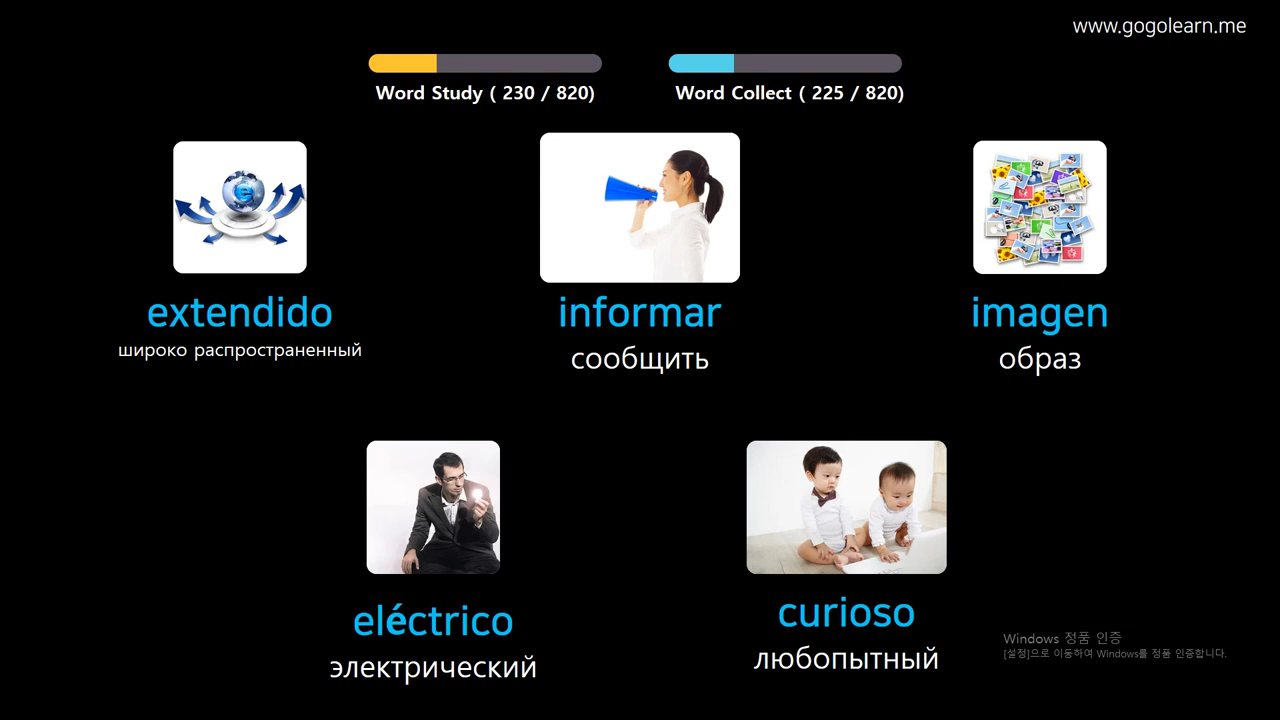 www.gogolearn.me
Word Study ( 230 / 820)
Word Collect ( 225 / 820)
extendido
широко распространенный
informar
сообщить
imagen
образ
eléctrico
электрический
curioso
любопытный
Windows 정품 인증
[설정]으로 이동하여 Windows를 정품 인증합니다.